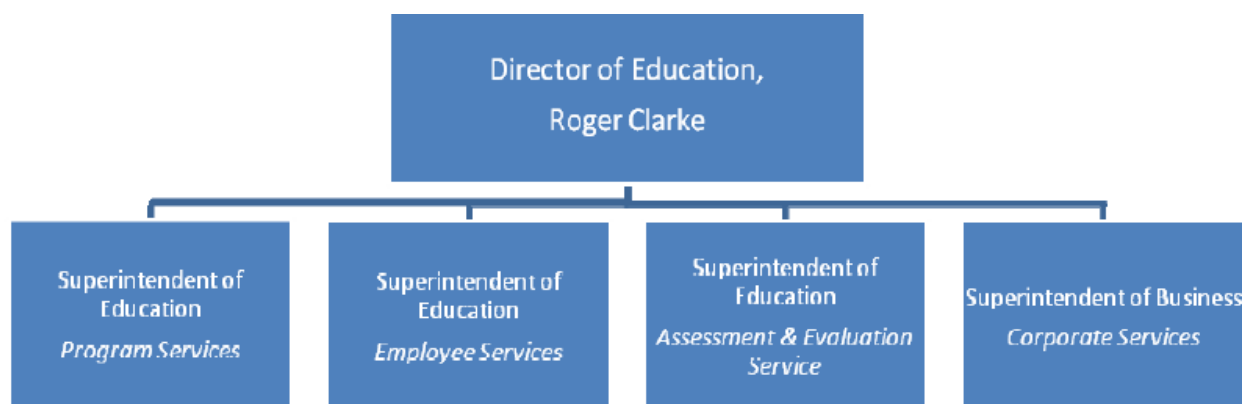 Director of Education,
Roger Clarke
Superintendent of
Education
Program Services
Superintendent of
Education
Employee Services
Superintendent of
Education
Assessment & Evaluation
Service
Superintendent of Business
Corporate Services